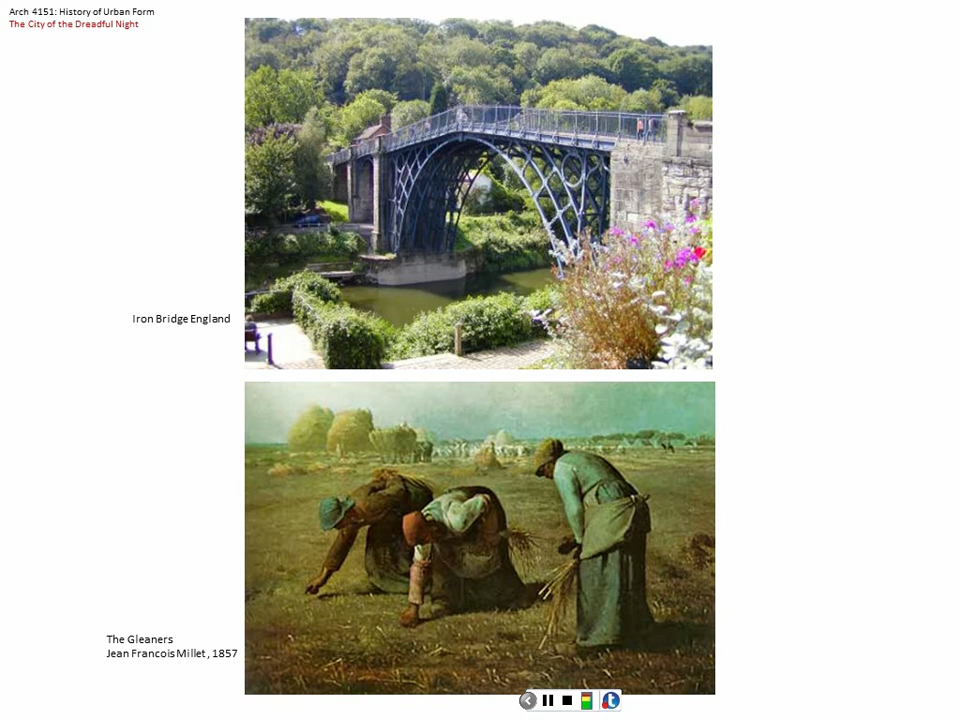 Arch 4151: History of Urban Form
The City of the Dreadful Night
Iron Bridge England
The Gleaners
Jean Francois Millet , 1857